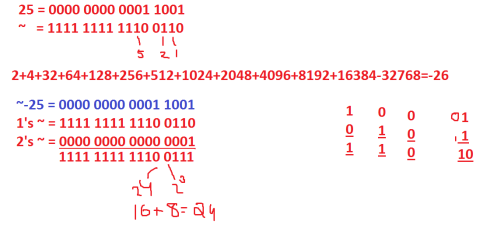 25 = 0000 0000 0001 1001
~ = 1111 1111 1110 0110
5 2 1
2+4+32+64+128+256+512+1024+2048+4096+8192+16384-32768=-26
~-25 = 0000 0000 0001 1001
1's ~ = 1111 1111 1110 0110
2's ~ = 0000 0000 0000 0001
1111 1111 1110 0111
24 2³
16+8=24
1 0 0 01
0 1 0 1
1 1 0 10